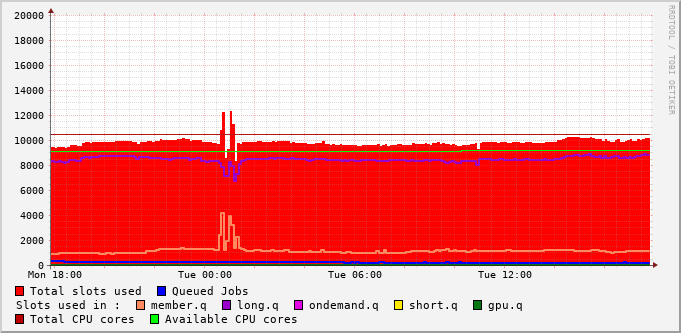 20000
18000
16000
14000
12000
10000
8000
6000
4000
2000
0
Mon 18:00 Tue 00:00 Tue 06:00 Tue 12:00
Total slots used Queued Jobs
Slots used in : member.q long.q ondemand.q short.q gpu.q
Total CPU cores Available CPU cores
RRDTOOL / TOBI OETIKER